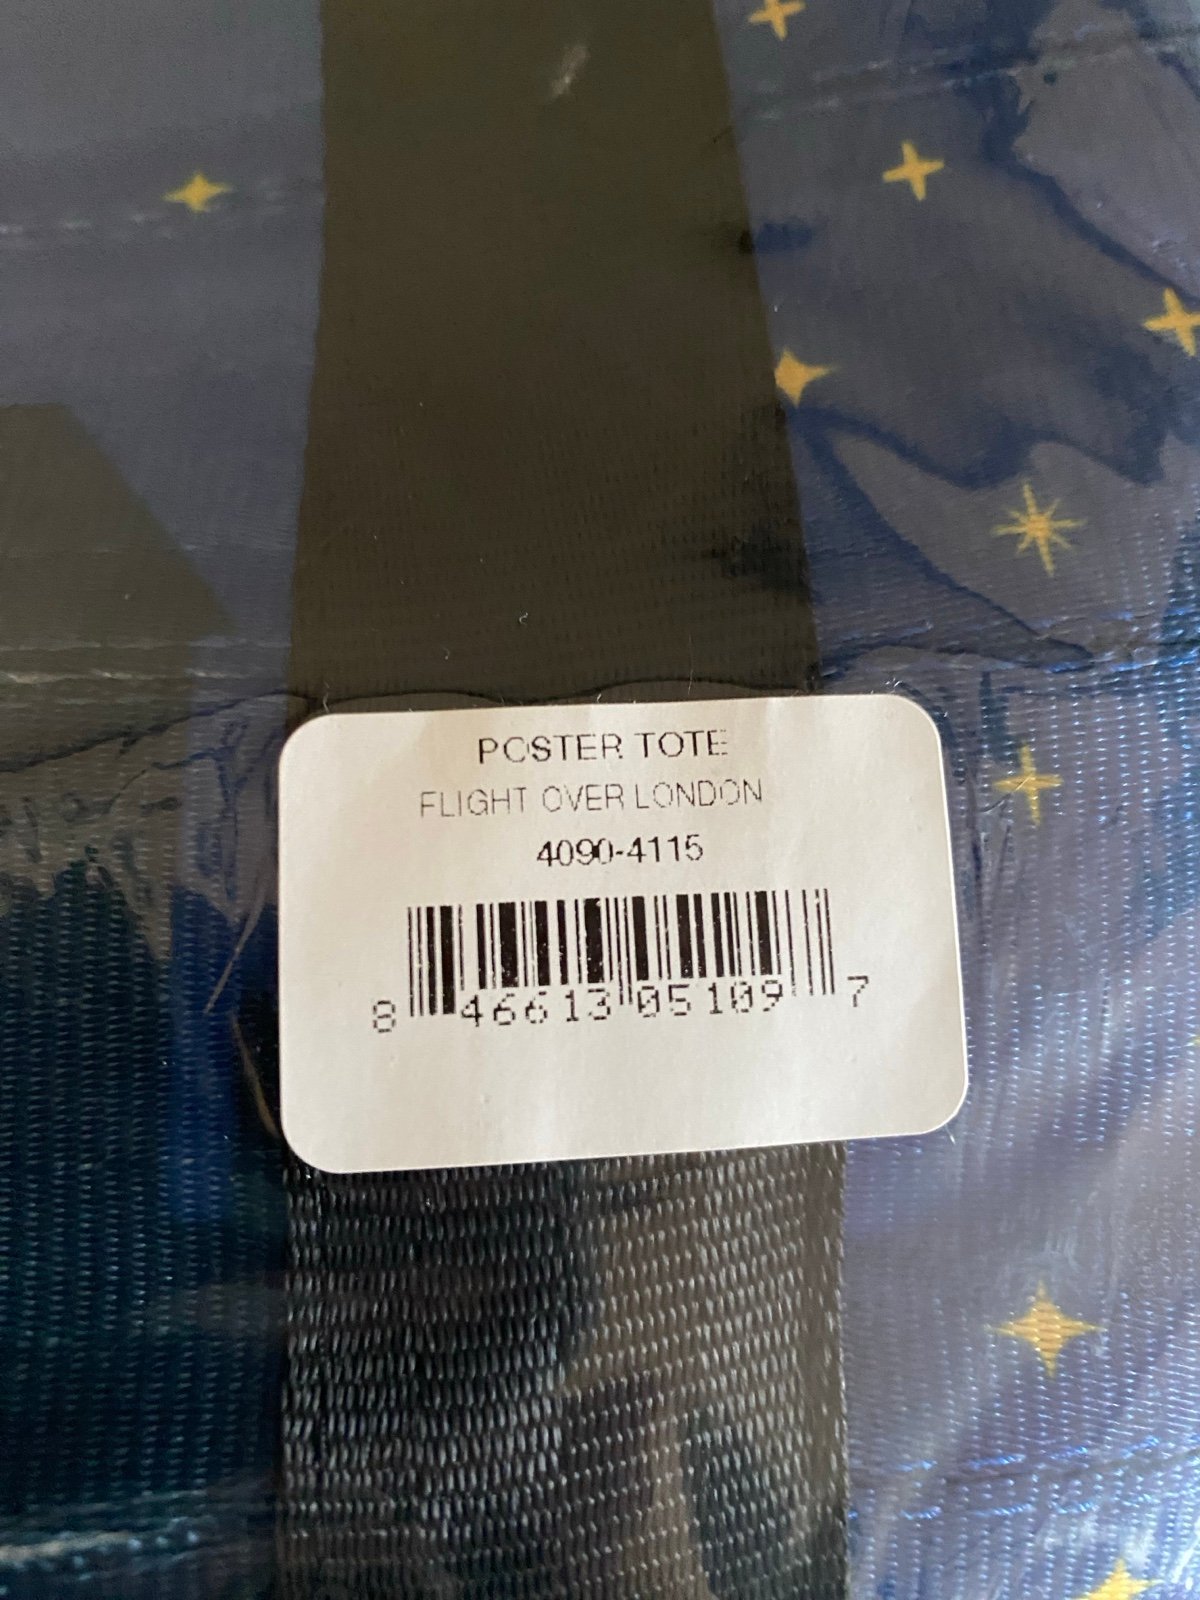 POSTER TOTE
FLIGHT OVER LONDON
4090-4115
8 46613 05109 7